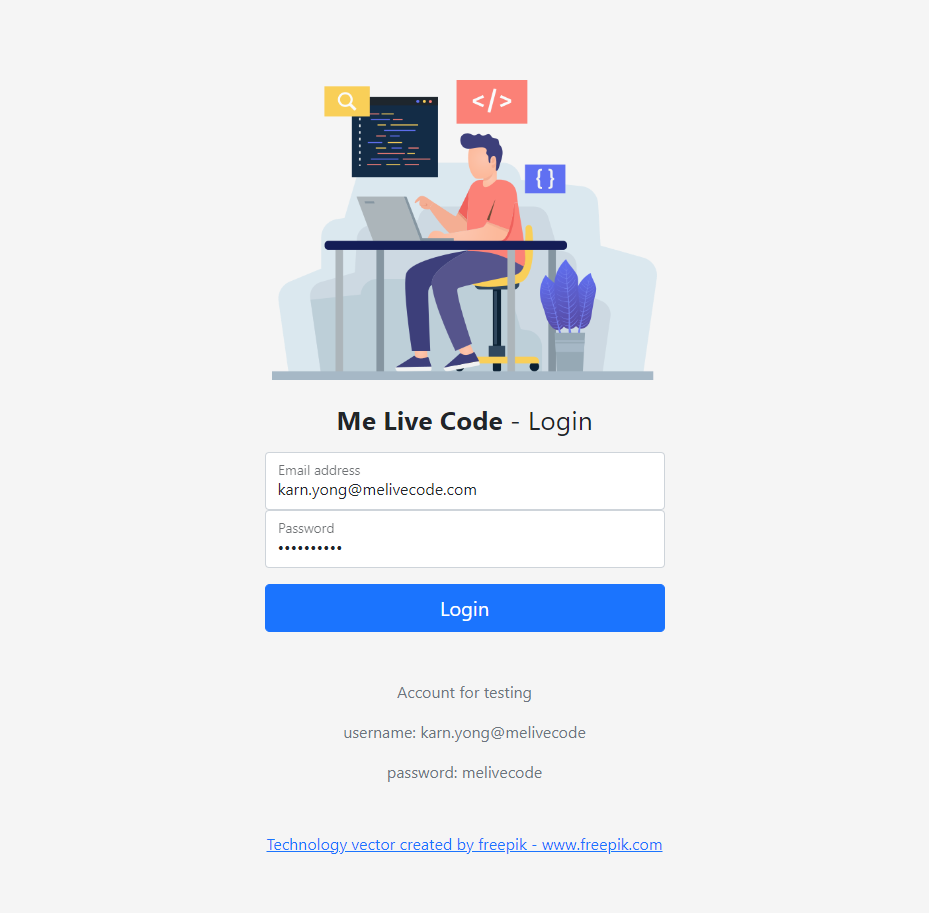 </>
{ }
Me Live Code - Login
Email address
karn.yong@melivecode.com
Password
••••••••••
Login
Account for testing
username: karn.yong@melivecode
password: melivecode
Technology vector created by freepik - www.freepik.com